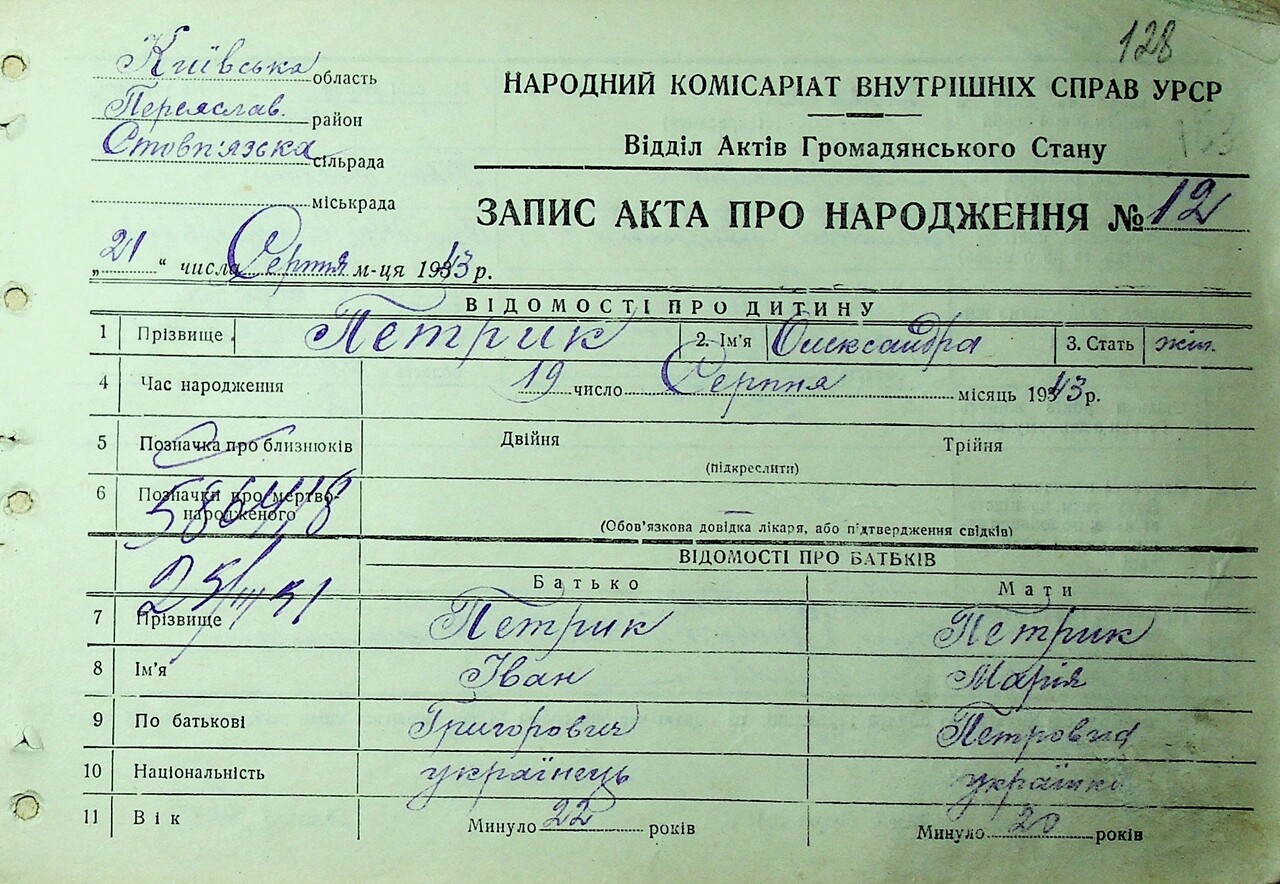 128
Київська область
Переяслав. район
Стовп'язька сільрада
міськрада
НАРОДНИЙ КОМІСАРІАТ ВНУТРІШНІХ СПРАВ УРСР
Відділ Актів Громадянського Стану
ЗАПИС АКТА ПРО НАРОДЖЕННЯ № 12
„21“ числа Серпня м-ця 1943 р.
ВІДОМОСТІ ПРО ДИТИНУ
1 Прізвище Петрик 2. Ім'я Олександра 3. Стать жін.
4 Час народження 19 число Серпня місяць 1943 р.
5 Позначка про близнюків Двійня Трійня
(підкреслити)
6 Позначки про мертво-
народженого
(Обов'язкова довідка лікаря, або підтвердження свідків)
ВІДОМОСТІ ПРО БАТЬКІВ
25/III 51
Батько Мати
7 Прізвище Петрик Петрик
8 Ім'я Іван Марія
9 По батькові Григорович Петровна
10 Національність українець українка
11 Вік Минуло 22 років Минуло 20 років